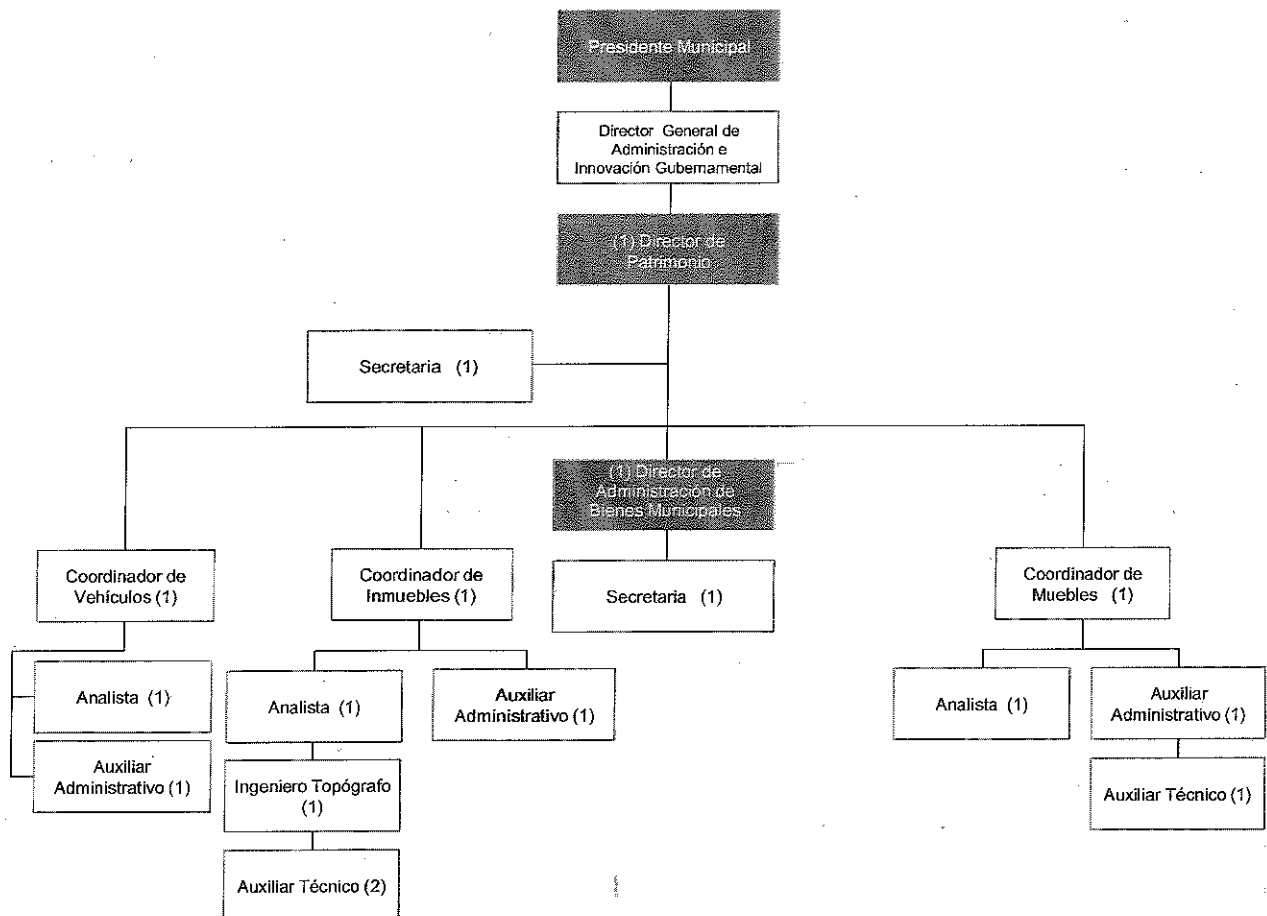 Presidente Municipal
Director General de
Administración e
Innovación Gubernamental
(1) Director de
Patrimonio
Secretaria (1)
(1) Director de
Administración de
Bienes Municipales
Coordinador de
Vehículos (1)
Coordinador de
Inmuebles (1)
Secretaria (1)
Coordinador de
Muebles (1)
Analista (1)
Auxiliar
Administrativo (1)
Analista (1)
Auxiliar
Administrativo (1)
Ingeniero Topógrafo
(1)
Auxiliar Técnico (2)
Analista (1)
Auxiliar
Administrativo (1)
Auxiliar Técnico (1)